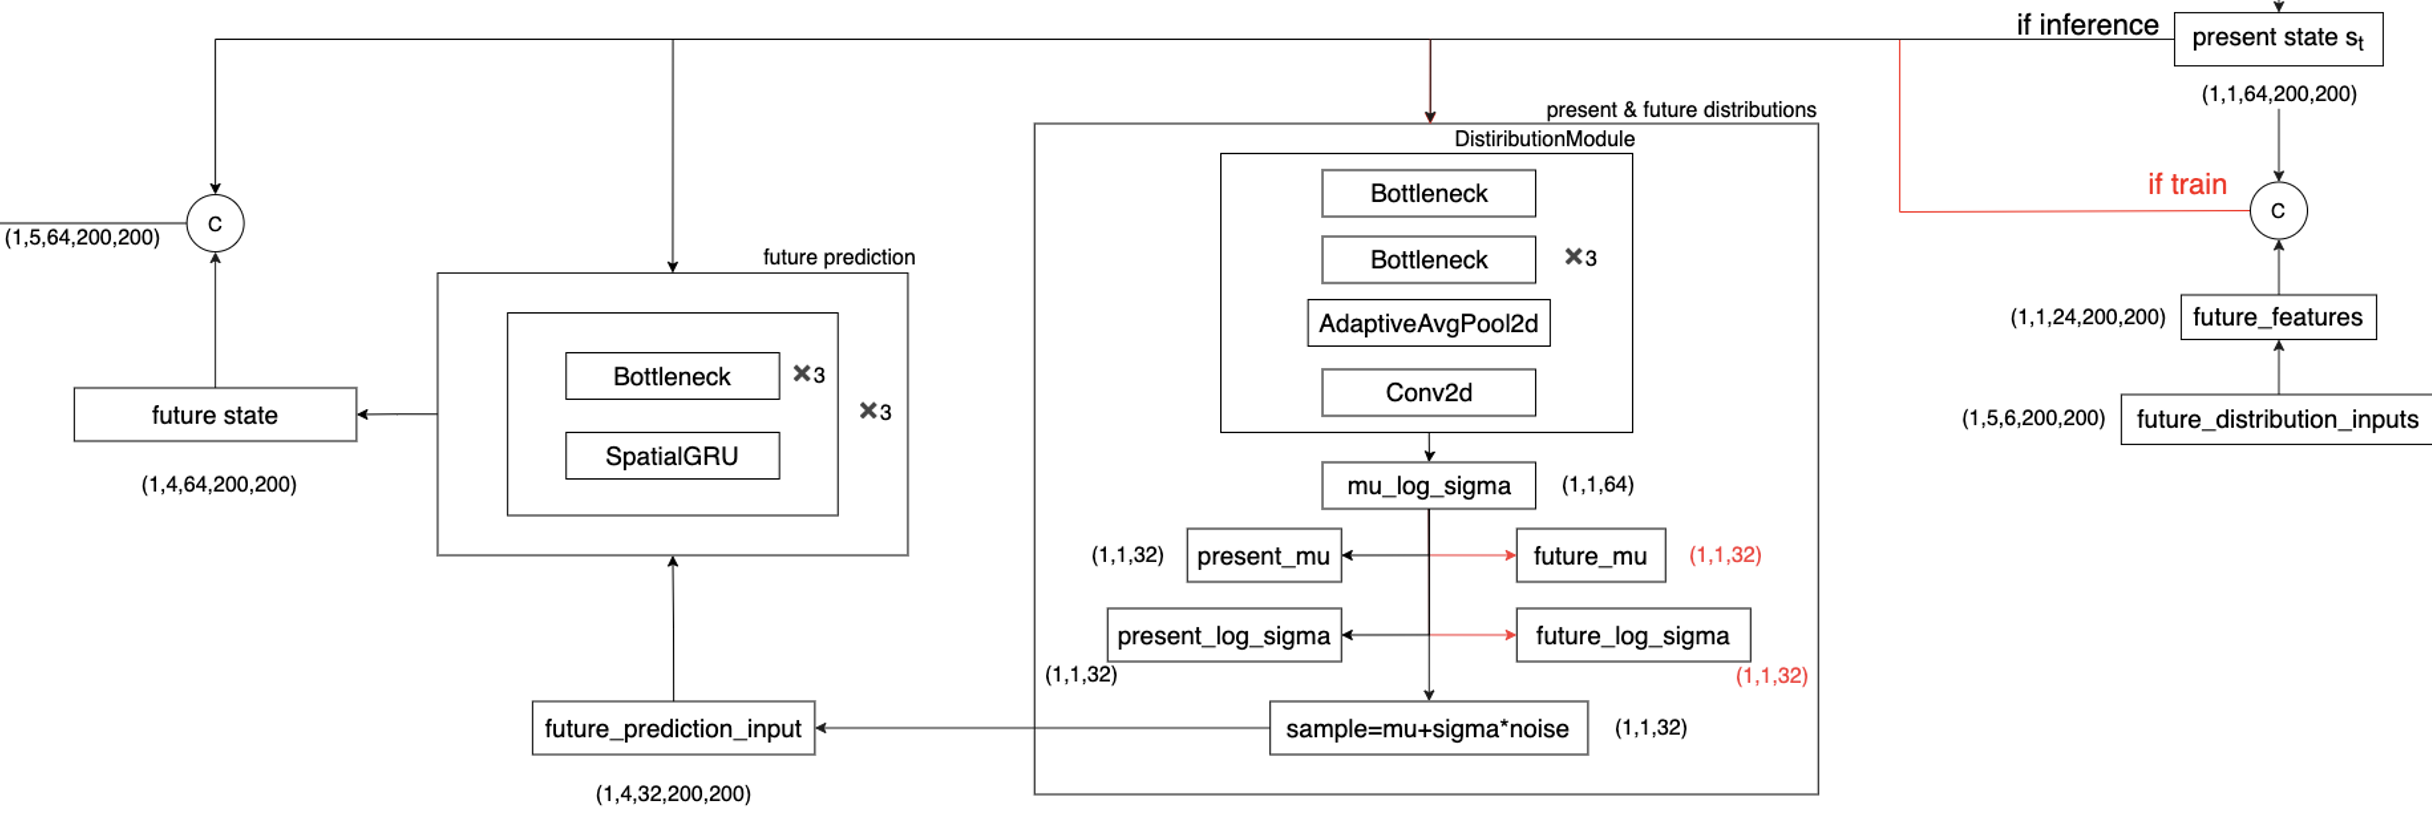 if inference
present state st
(1,1,64,200,200)
present & future distributions
DistiributionModule
Bottleneck
if train
C
C
(1,5,64,200,200)
future prediction
Bottleneck
×3
(1,1,24,200,200)
future_features
AdaptiveAvgPool2d
Bottleneck
×3
Conv2d
×3
future state
(1,5,6,200,200)
future_distribution_inputs
SpatialGRU
(1,4,64,200,200)
mu_log_sigma
(1,1,64)
(1,1,32)
present_mu
future_mu
(1,1,32)
present_log_sigma
future_log_sigma
(1,1,32)
(1,1,32)
future_prediction_input
sample=mu+sigma*noise
(1,1,32)
(1,4,32,200,200)